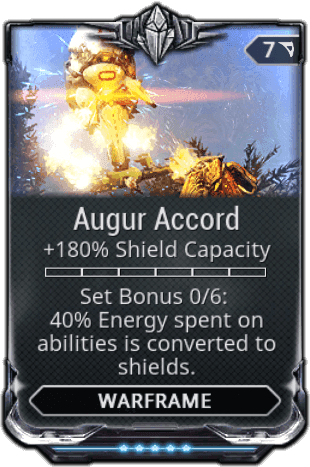 7
Augur Accord
+180% Shield Capacity
Set Bonus 0/6:
40% Energy spent on
abilities is converted to
shields.
WARFRAME